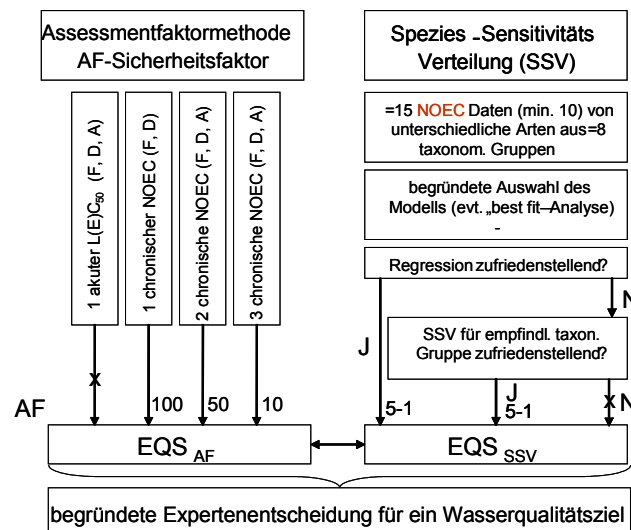 Assessmentfaktormethode
AF-Sicherheitsfaktor
1 akuter L(E)C50 (F, D, A)
1 chronischer NOEC (F, D)
2 chronische NOEC (F, D, A)
3 chronische NOEC (F, D, A)
x
AF
100
50
10
EQS AF
Spezies -Sensitivitäts
Verteilung (SSV)
=15 NOEC Daten (min. 10) von
unterschiedliche Arten aus=8
taxonom. Gruppen
begründete Auswahl des
Modells (evt. „best fit–Analyse)
-
Regression zufriedenstellend?
N
J
SSV für empfindl. taxon.
Gruppe zufriedenstellend?
5-1
J
5-1
x
N
EQS SSV
begründete Expertenentscheidung für ein Wasserqualitätsziel